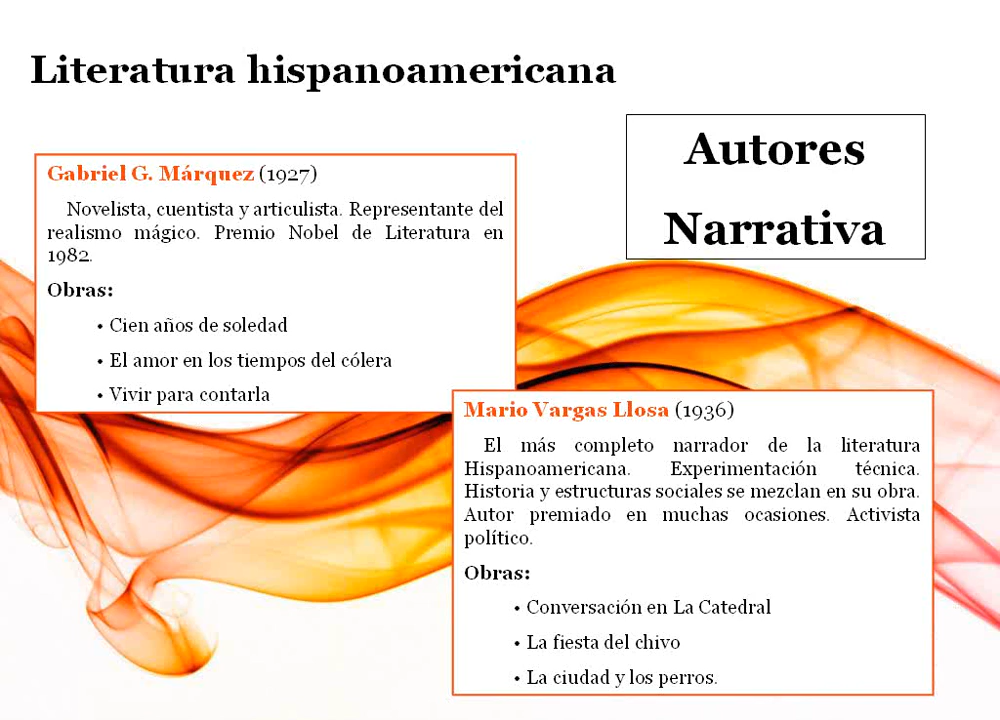 Literatura hispanoamericana
Autores
Narrativa
Gabriel G. Márquez (1927)
Novelista, cuentista y articulista. Representante del
realismo mágico. Premio Nobel de Literatura en
1982.
Obras:
• Cien años de soledad
• El amor en los tiempos del cólera
• Vivir para contarla
Mario Vargas Llosa (1936)
El más completo narrador de la literatura
Hispanoamericana. Experimentación técnica.
Historia y estructuras sociales se mezclan en su obra.
Autor premiado en muchas ocasiones. Activista
político.
Obras:
• Conversación en La Catedral
• La fiesta del chivo
• La ciudad y los perros.